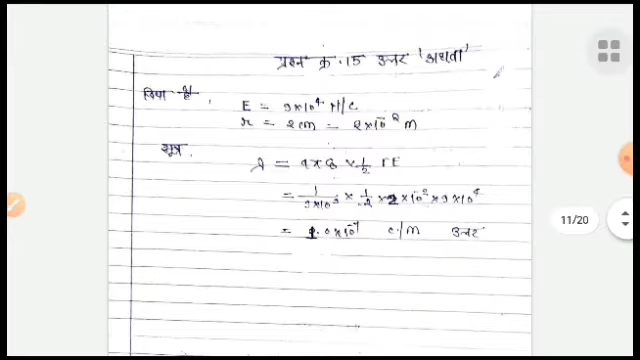 प्रश्न क्र. 15 उत्तर 'अथवा'
दिया है,
E = 9×10⁴ N/C
r = 2cm = 2×10⁻² m
सूत्र
λ = 4π ε × 1/2 rE
= 1/9×10⁹ × 1/2 × 2 × 10⁻² × 9×10⁴
= 1.0×10⁻⁷ c/m उत्तर
11/20